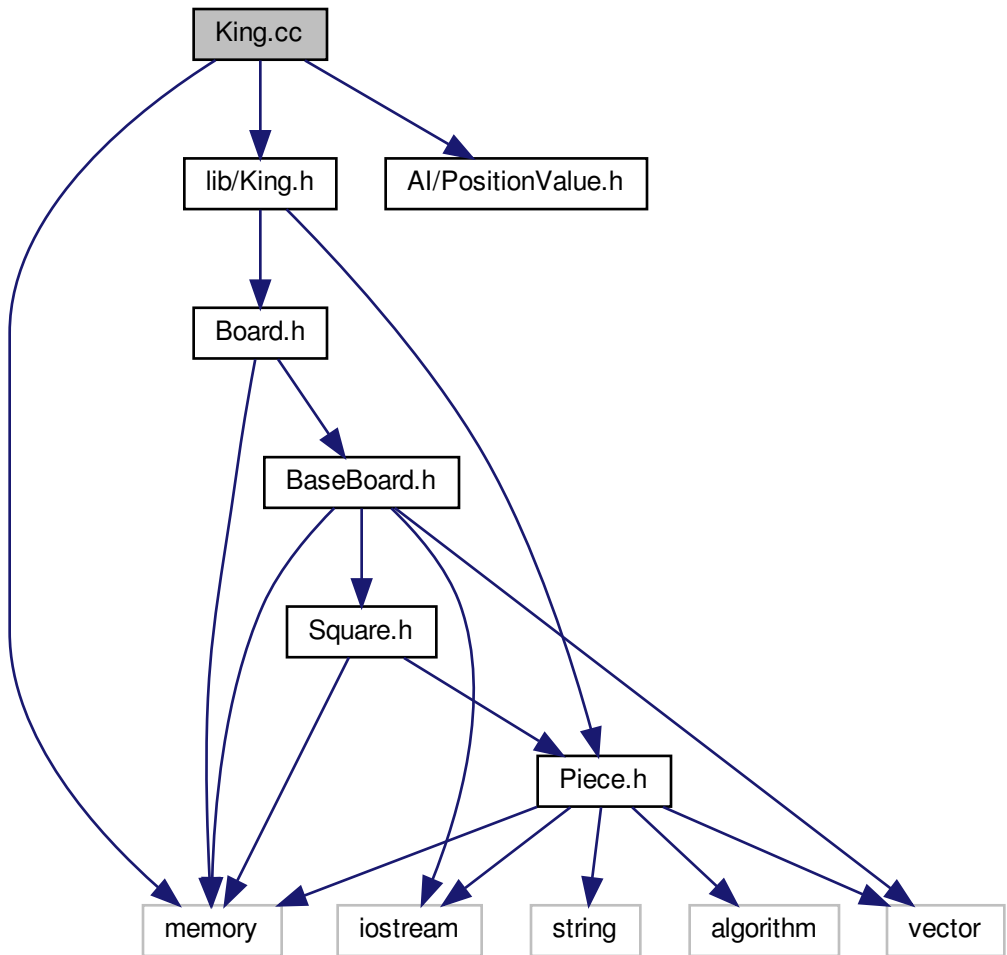 King.cc
lib/King.h
AI/PositionValue.h
Board.h
BaseBoard.h
Square.h
Piece.h
memory
iostream
string
algorithm
vector